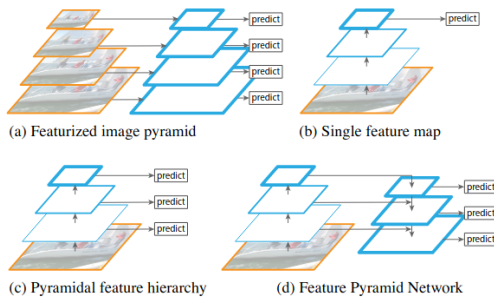 predict
predict
predict
predict
predict
(a) Featurized image pyramid
(b) Single feature map
predict
predict
predict
predict
predict
predict
(c) Pyramidal feature hierarchy
(d) Feature Pyramid Network